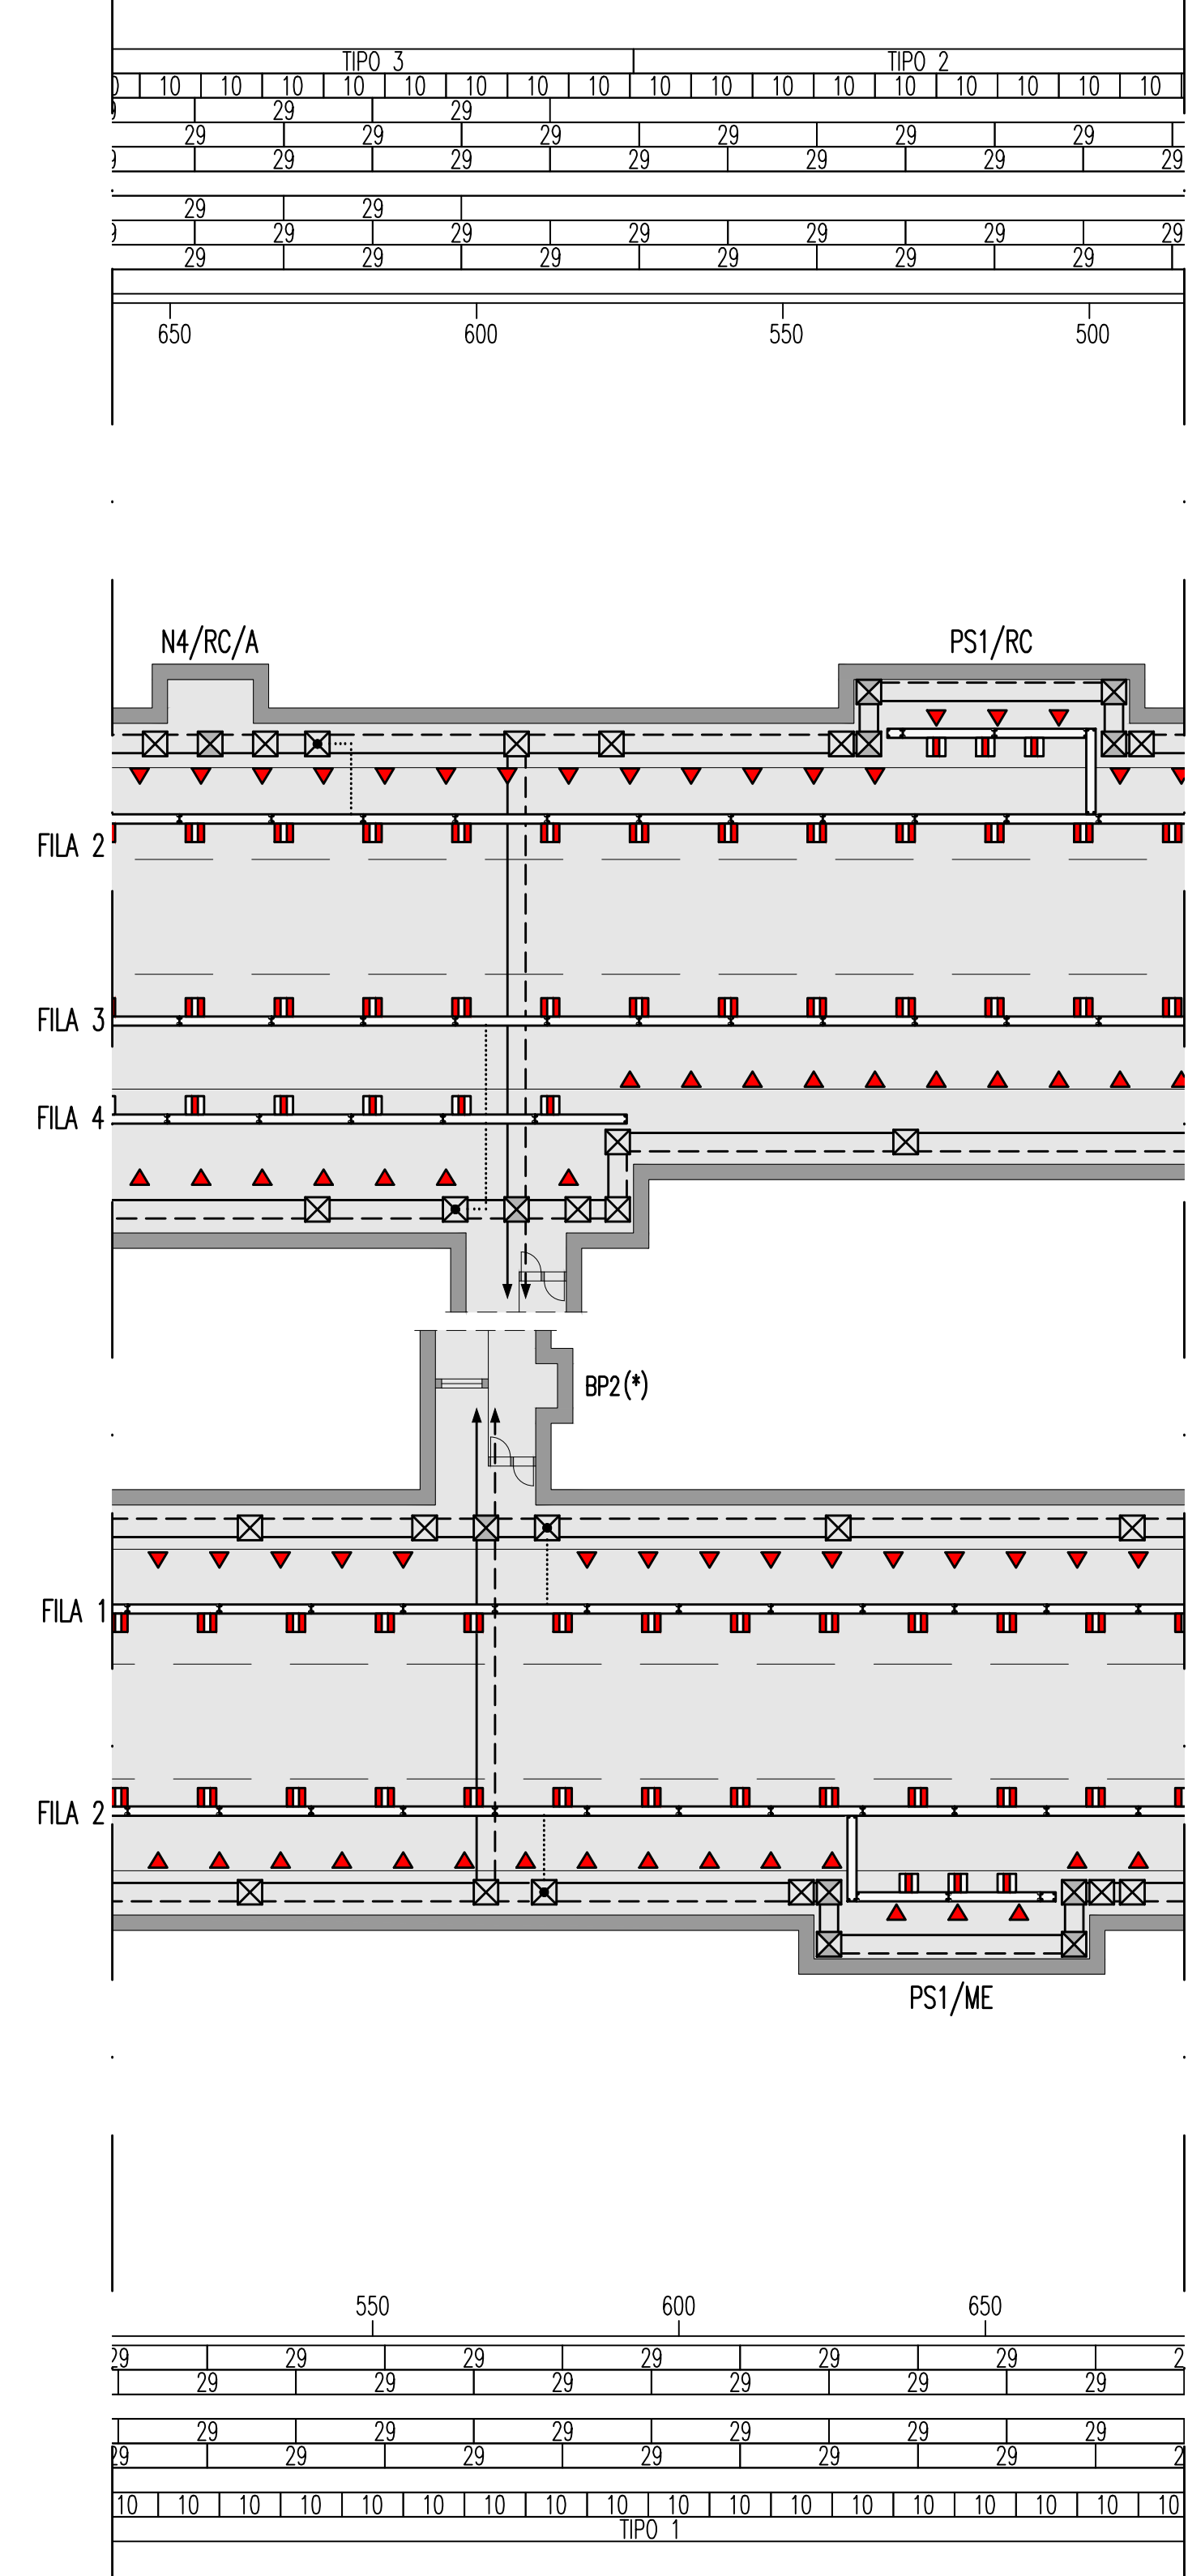 TIPO 3 TIPO 2
10 10 10 10 10 10 10 10 10 10 10 10 10 10 10 10 10
29 29
29 29 29 29 29 29
29 29 29 29 29 29
29 29
29 29 29 29 29 29
29 29 29 29 29 29
650 600 550 500
N4/RC/A PS1/RC
FILA 2
FILA 3
FILA 4
BP2(*)
FILA 1
FILA 2
PS1/ME
550 600 650
29 29 29 29 29 29
29 29 29 29 29 29
29 29 29 29 29 29
29 29 29 29 29 29
10 10 10 10 10 10 10 10 10 10 10 10 10 10 10 10 10 10
TIPO 1